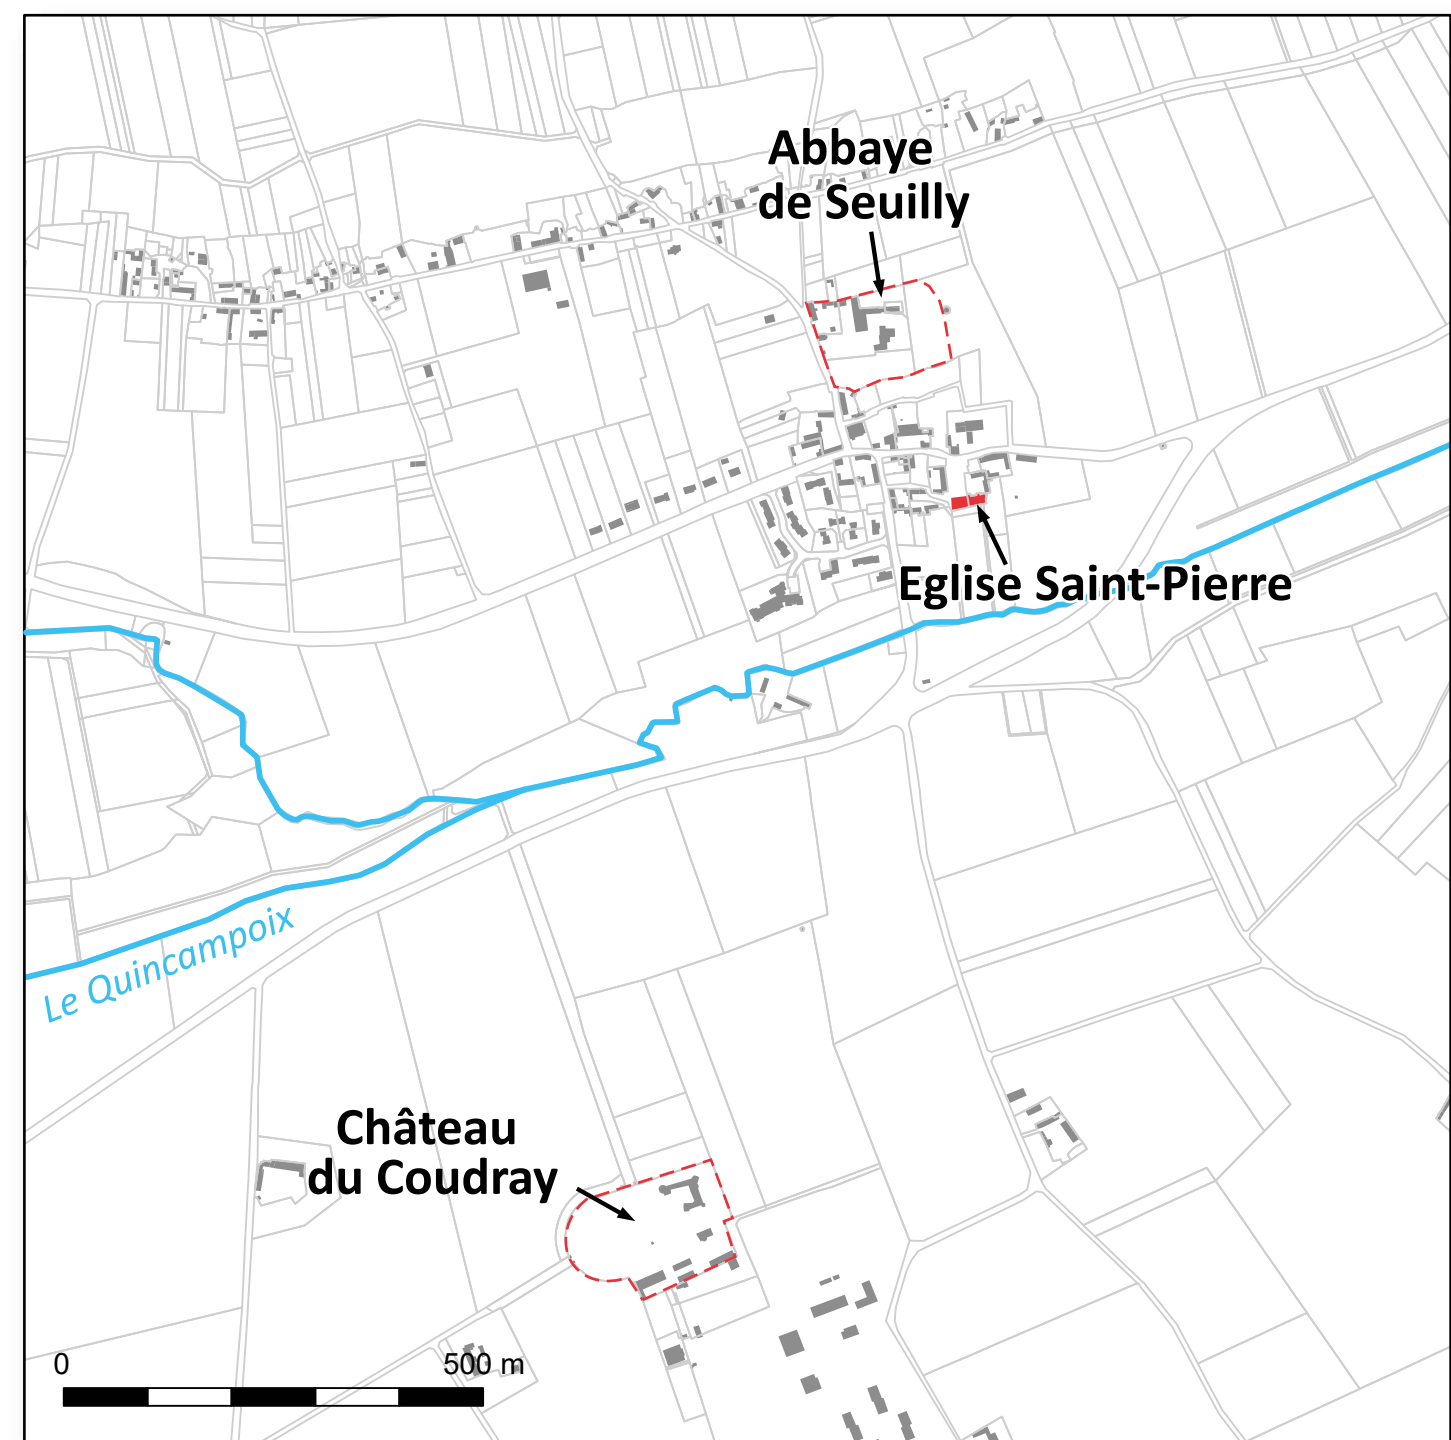 Abbaye
de Seuilly
Eglise Saint-Pierre
Le Quincampoix
Château
du Coudray
0 500 m